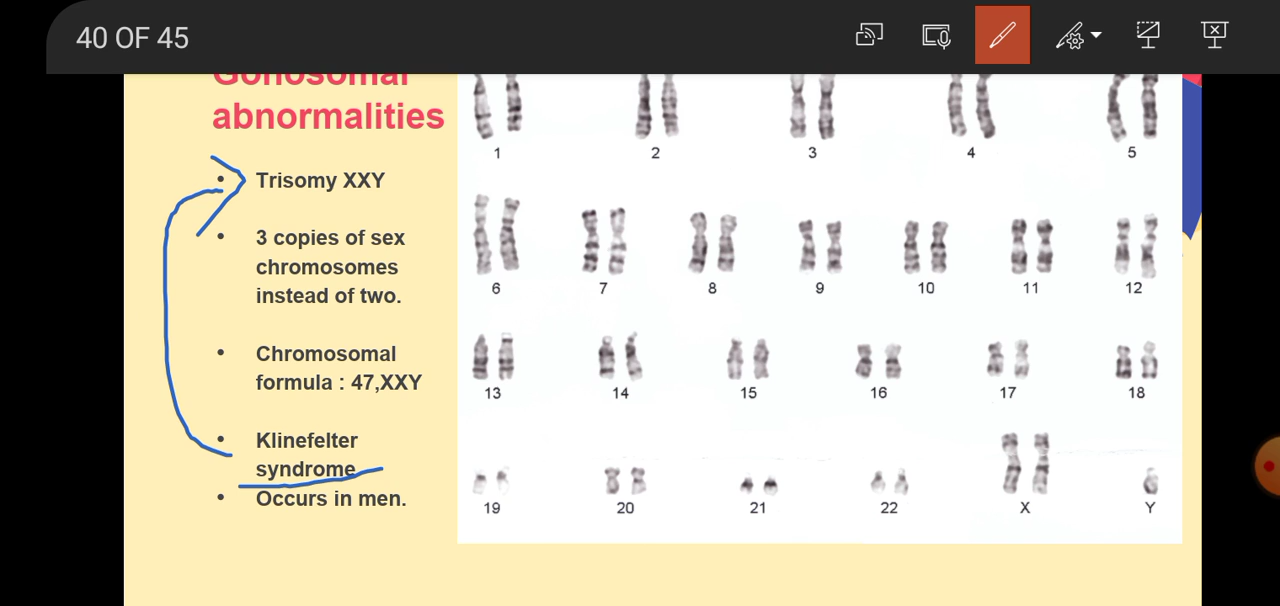 40 OF 45
Gonosomal
abnormalities
• Trisomy XXY
• 3 copies of sex
chromosomes
instead of two.
• Chromosomal
formula : 47,XXY
• Klinefelter
syndrome
• Occurs in men.
1 2 3 4 5
6 7 8 9 10 11 12
13 14 15 16 17 18
19 20 21 22 X Y